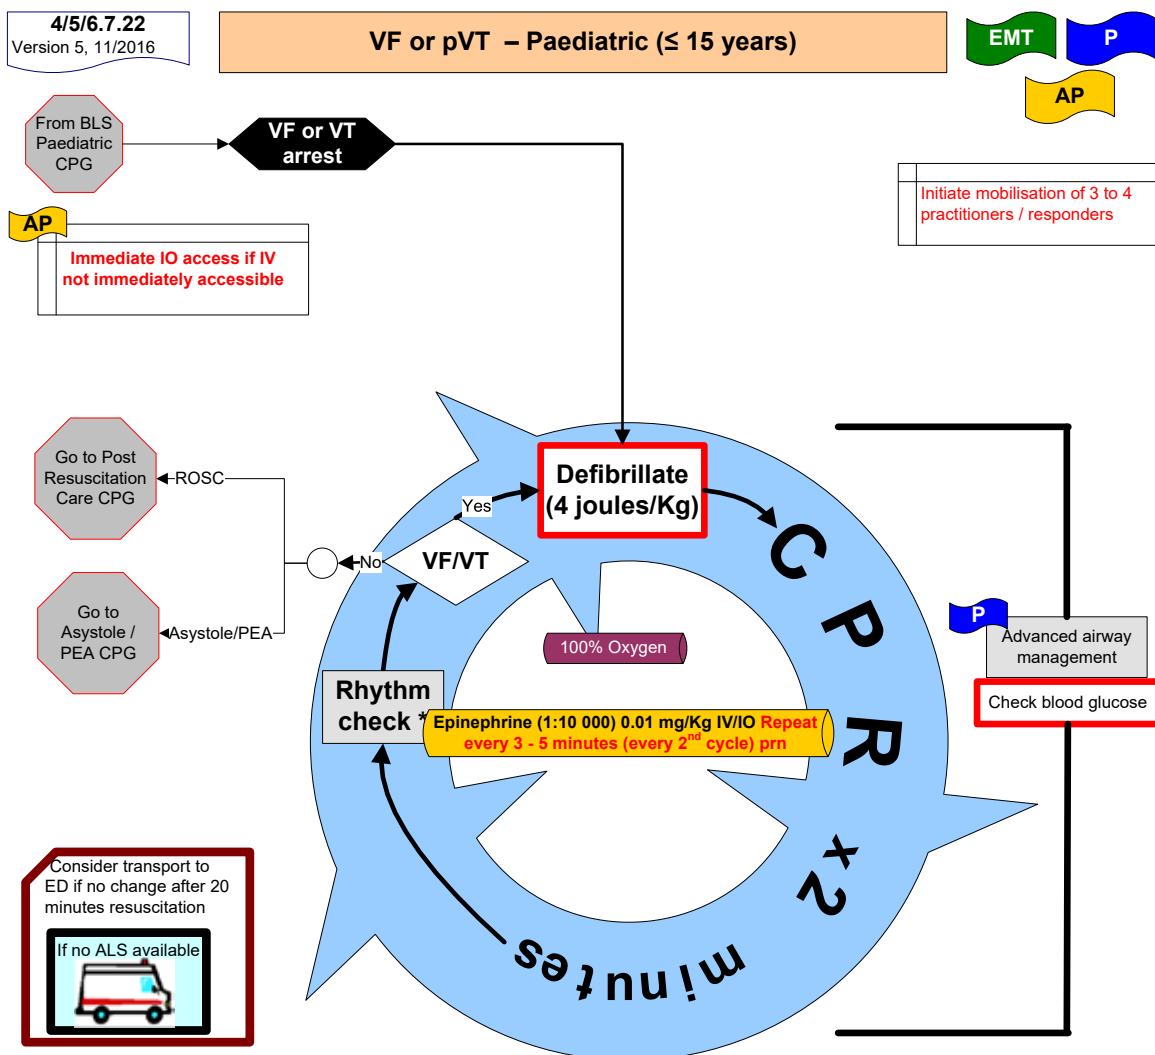 4/5/6.7.22
Version 5, 11/2016
VF or pVT – Paediatric (≤ 15 years)
EMT
P
AP
From BLS
Paediatric
CPG
VF or VT
arrest
Initiate mobilisation of 3 to 4
practitioners / responders
AP
Immediate IO access if IV
not immediately accessible
Go to Post
Resuscitation
Care CPG
ROSC
Defibrillate
(4 joules/Kg)
Yes
VF/VT
No
Go to
Asystole /
PEA CPG
Asystole/PEA
100% Oxygen
P
Advanced airway
management
Check blood glucose
Rhythm
check *
Epinephrine (1:10 000) 0.01 mg/Kg IV/IO Repeat
every 3 - 5 minutes (every 2nd cycle) prn
CPR x2 minutes
Consider transport to
ED if no change after 20
minutes resuscitation
If no ALS available